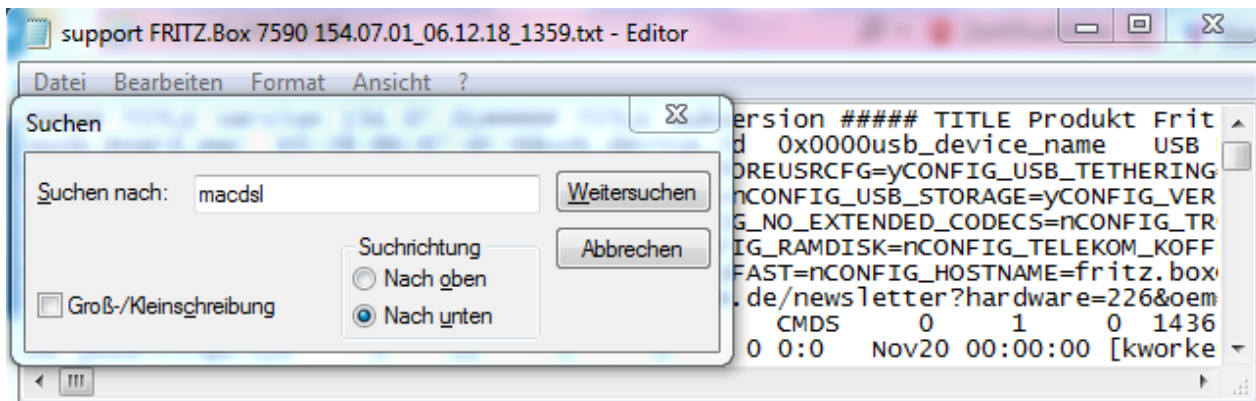 support FRITZ.Box 7590 154.07.01_06.12.18_1359.txt - Editor
Datei Bearbeiten Format Ansicht ?
Suchen
Suchen nach: macdsl
Weitersuchen
Suchrichtung
Abbrechen
Nach oben
Groß-/Kleinschreibung
Nach unten
ersion ##### TITLE Produkt Frit
d 0x0000usb_device_name USB
OREUSRCFG=yCONFIG_USB_TETHERING
nCONFIG_USB_STORAGE=yCONFIG_VER
G_NO_EXTENDED_CODECS=nCONFIG_TR
IG_RAMDISK=nCONFIG_TELEKOM_KOFF
FAST=nCONFIG_HOSTNAME=fritz.box
.de/newsletter?hardware=226&oem
CMDS 0 1 0 1436
0 0:0 Nov20 00:00:00 [kworke